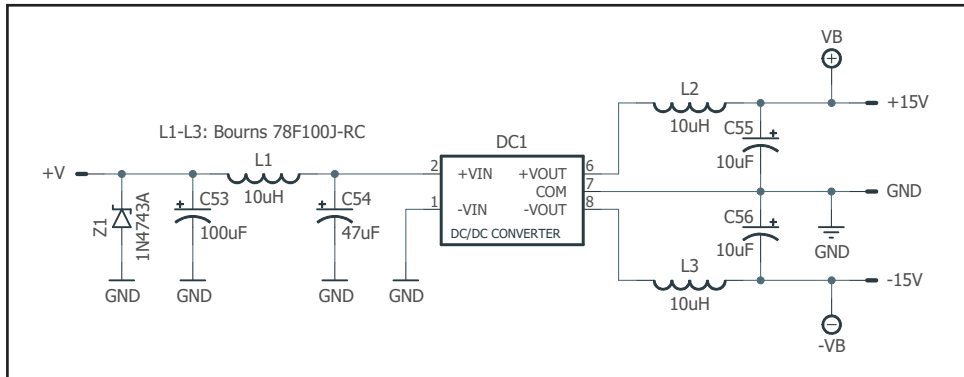 VB
L2
+15V
10uH
C55
10uF
L1-L3: Bourns 78F100J-RC
DC1
L1
+V
10uH
2
+VIN
+VOUT
6
COM
7
1
-VIN
-VOUT
8
DC/DC CONVERTER
GND
Z1
1N4743A
C53
100uF
C54
47uF
C56
10uF
GND
GND
GND
GND
GND
L3
10uH
-15V
-VB